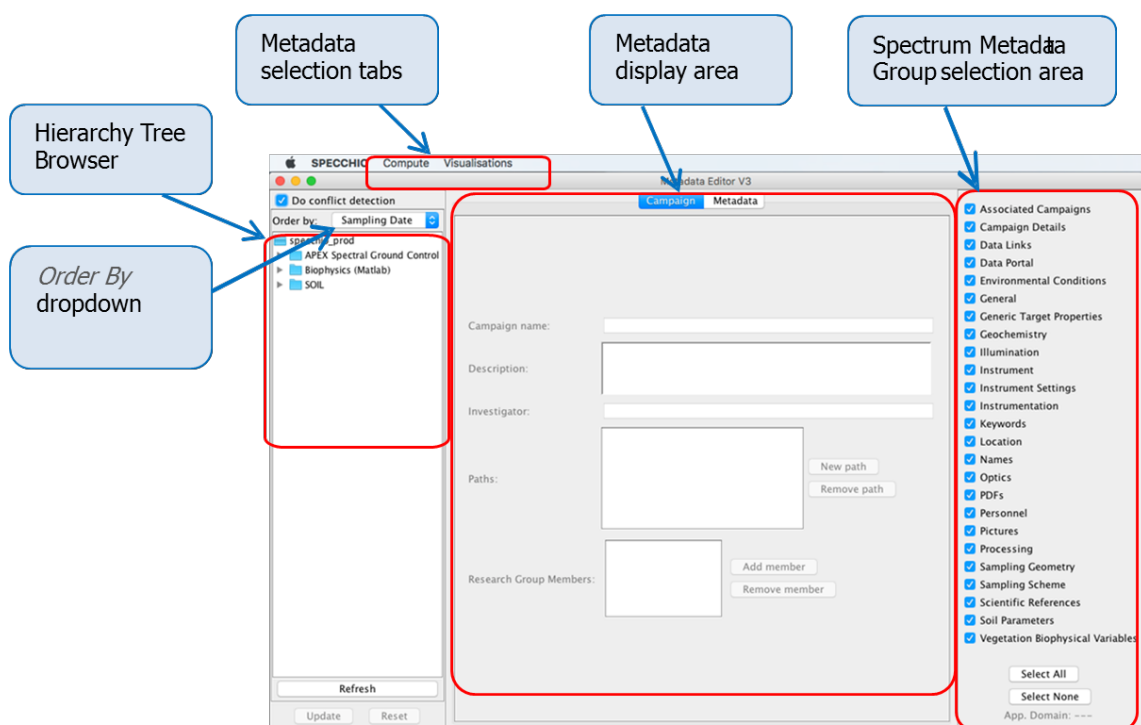 Metadata
selection tabs
Metadata
display area
Spectrum Metadata
Group selection area
Hierarchy Tree
Browser
Order By
dropdown
SPECCHIO Compute Visualisations
Metadata Editor V3
Do conflict detection
Order by: Sampling Date
specchio_prod
APEX Spectral Ground Control
Biophysics (Matlab)
SOIL
Refresh
Update Reset
Campaign Metadata
Campaign name:
Description:
Investigator:
Paths:
New path
Remove path
Research Group Members:
Add member
Remove member
Associated Campaigns
Campaign Details
Data Links
Data Portal
Environmental Conditions
General
Generic Target Properties
Geochemistry
Illumination
Instrument
Instrument Settings
Instrumentation
Keywords
Location
Names
Optics
PDFs
Personnel
Pictures
Processing
Sampling Geometry
Sampling Scheme
Scientific References
Soil Parameters
Vegetation Biophysical Variables
Select All
Select None
App. Domain: ---